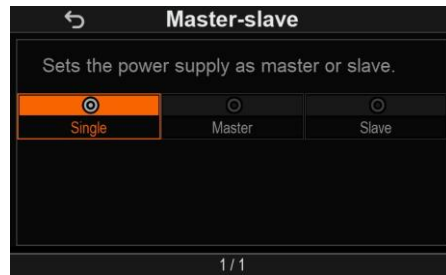 Master-slave
Sets the power supply as master or slave.
Single Master Slave
1 / 1